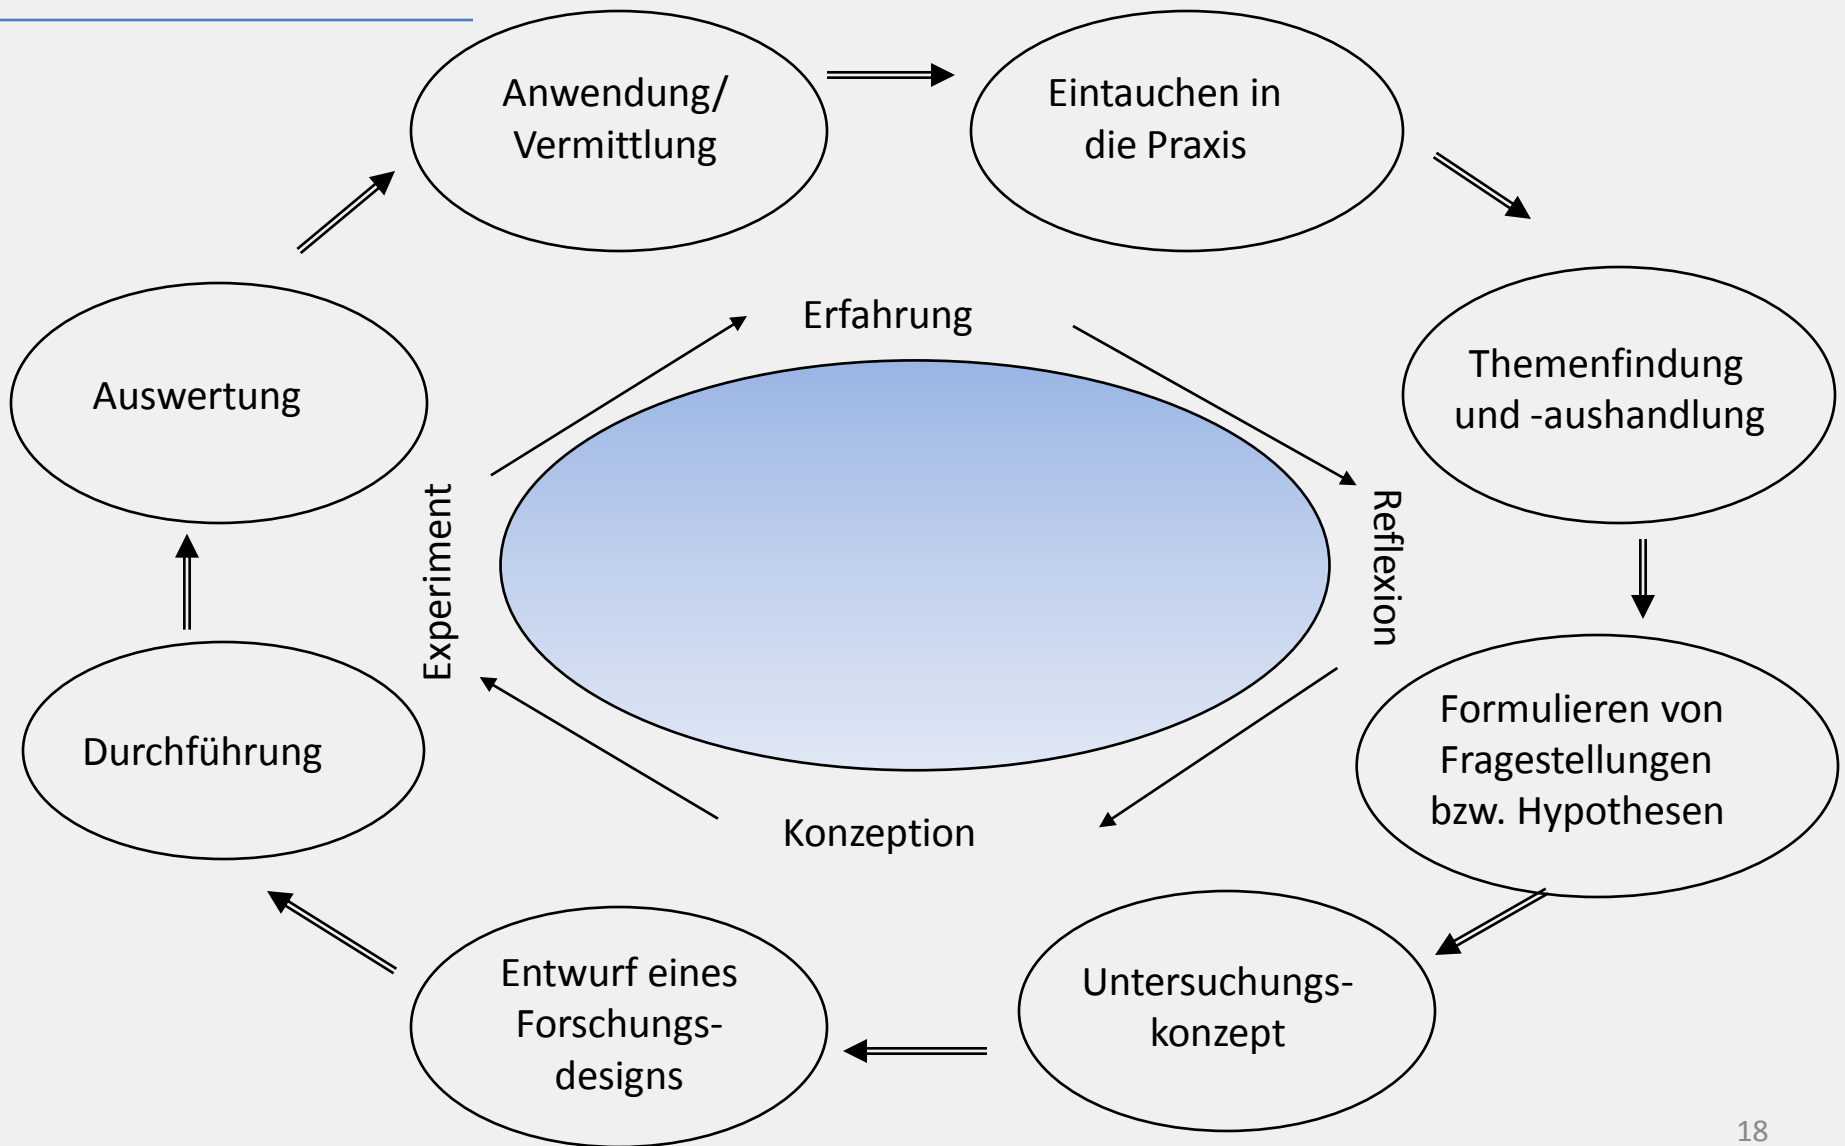 Anwendung/
Vermittlung
Eintauchen in
die Praxis
Themenfindung
und -aushandlung
Formulieren von
Fragestellungen
bzw. Hypothesen
Untersuchungs-
konzept
Entwurf eines
Forschungs-
designs
Durchführung
Auswertung
Erfahrung
Reflexion
Konzeption
Experiment
18